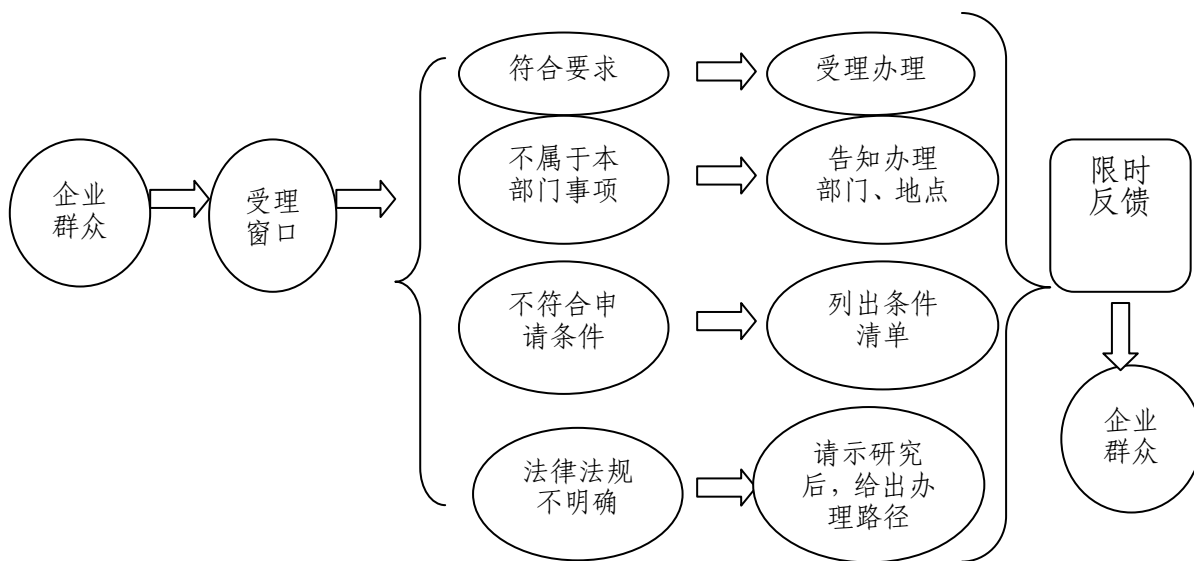 企业
群众
受理
窗口
符合要求
受理办理
不属于本
部门事项
告知办理
部门、地点
不符合申
请条件
列出条件
清单
法律法规
不明确
请示研究
后，给出办
理路径
限时
反馈
企业
群众